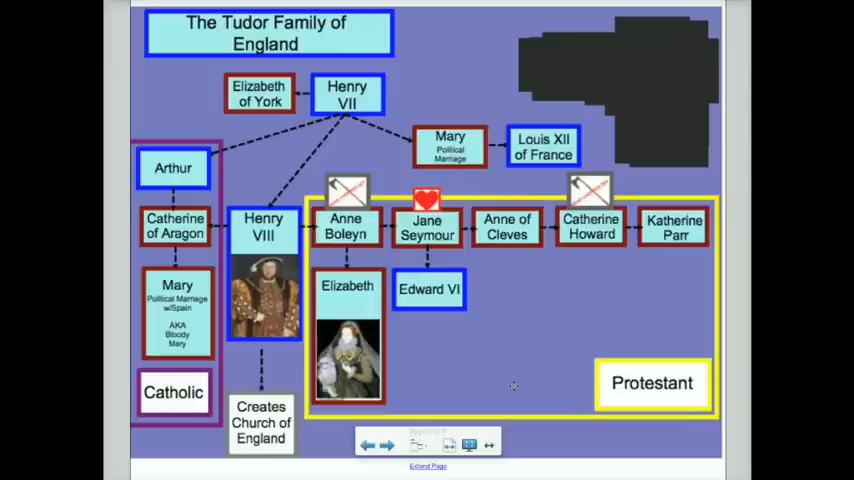 The Tudor Family of
England
Elizabeth
of York
Henry
VII
Mary
Political
Marriage
Louis XII
of France
Arthur
Catherine
of Aragon
Henry
VIII
Anne
Boleyn
Jane
Seymour
Anne of
Cleves
Catherine
Howard
Katherine
Parr
Mary
Political Marriage
w/Spain
AKA
Bloody
Mary
Elizabeth
Edward VI
Catholic
Creates
Church of
England
Protestant
Extend Page